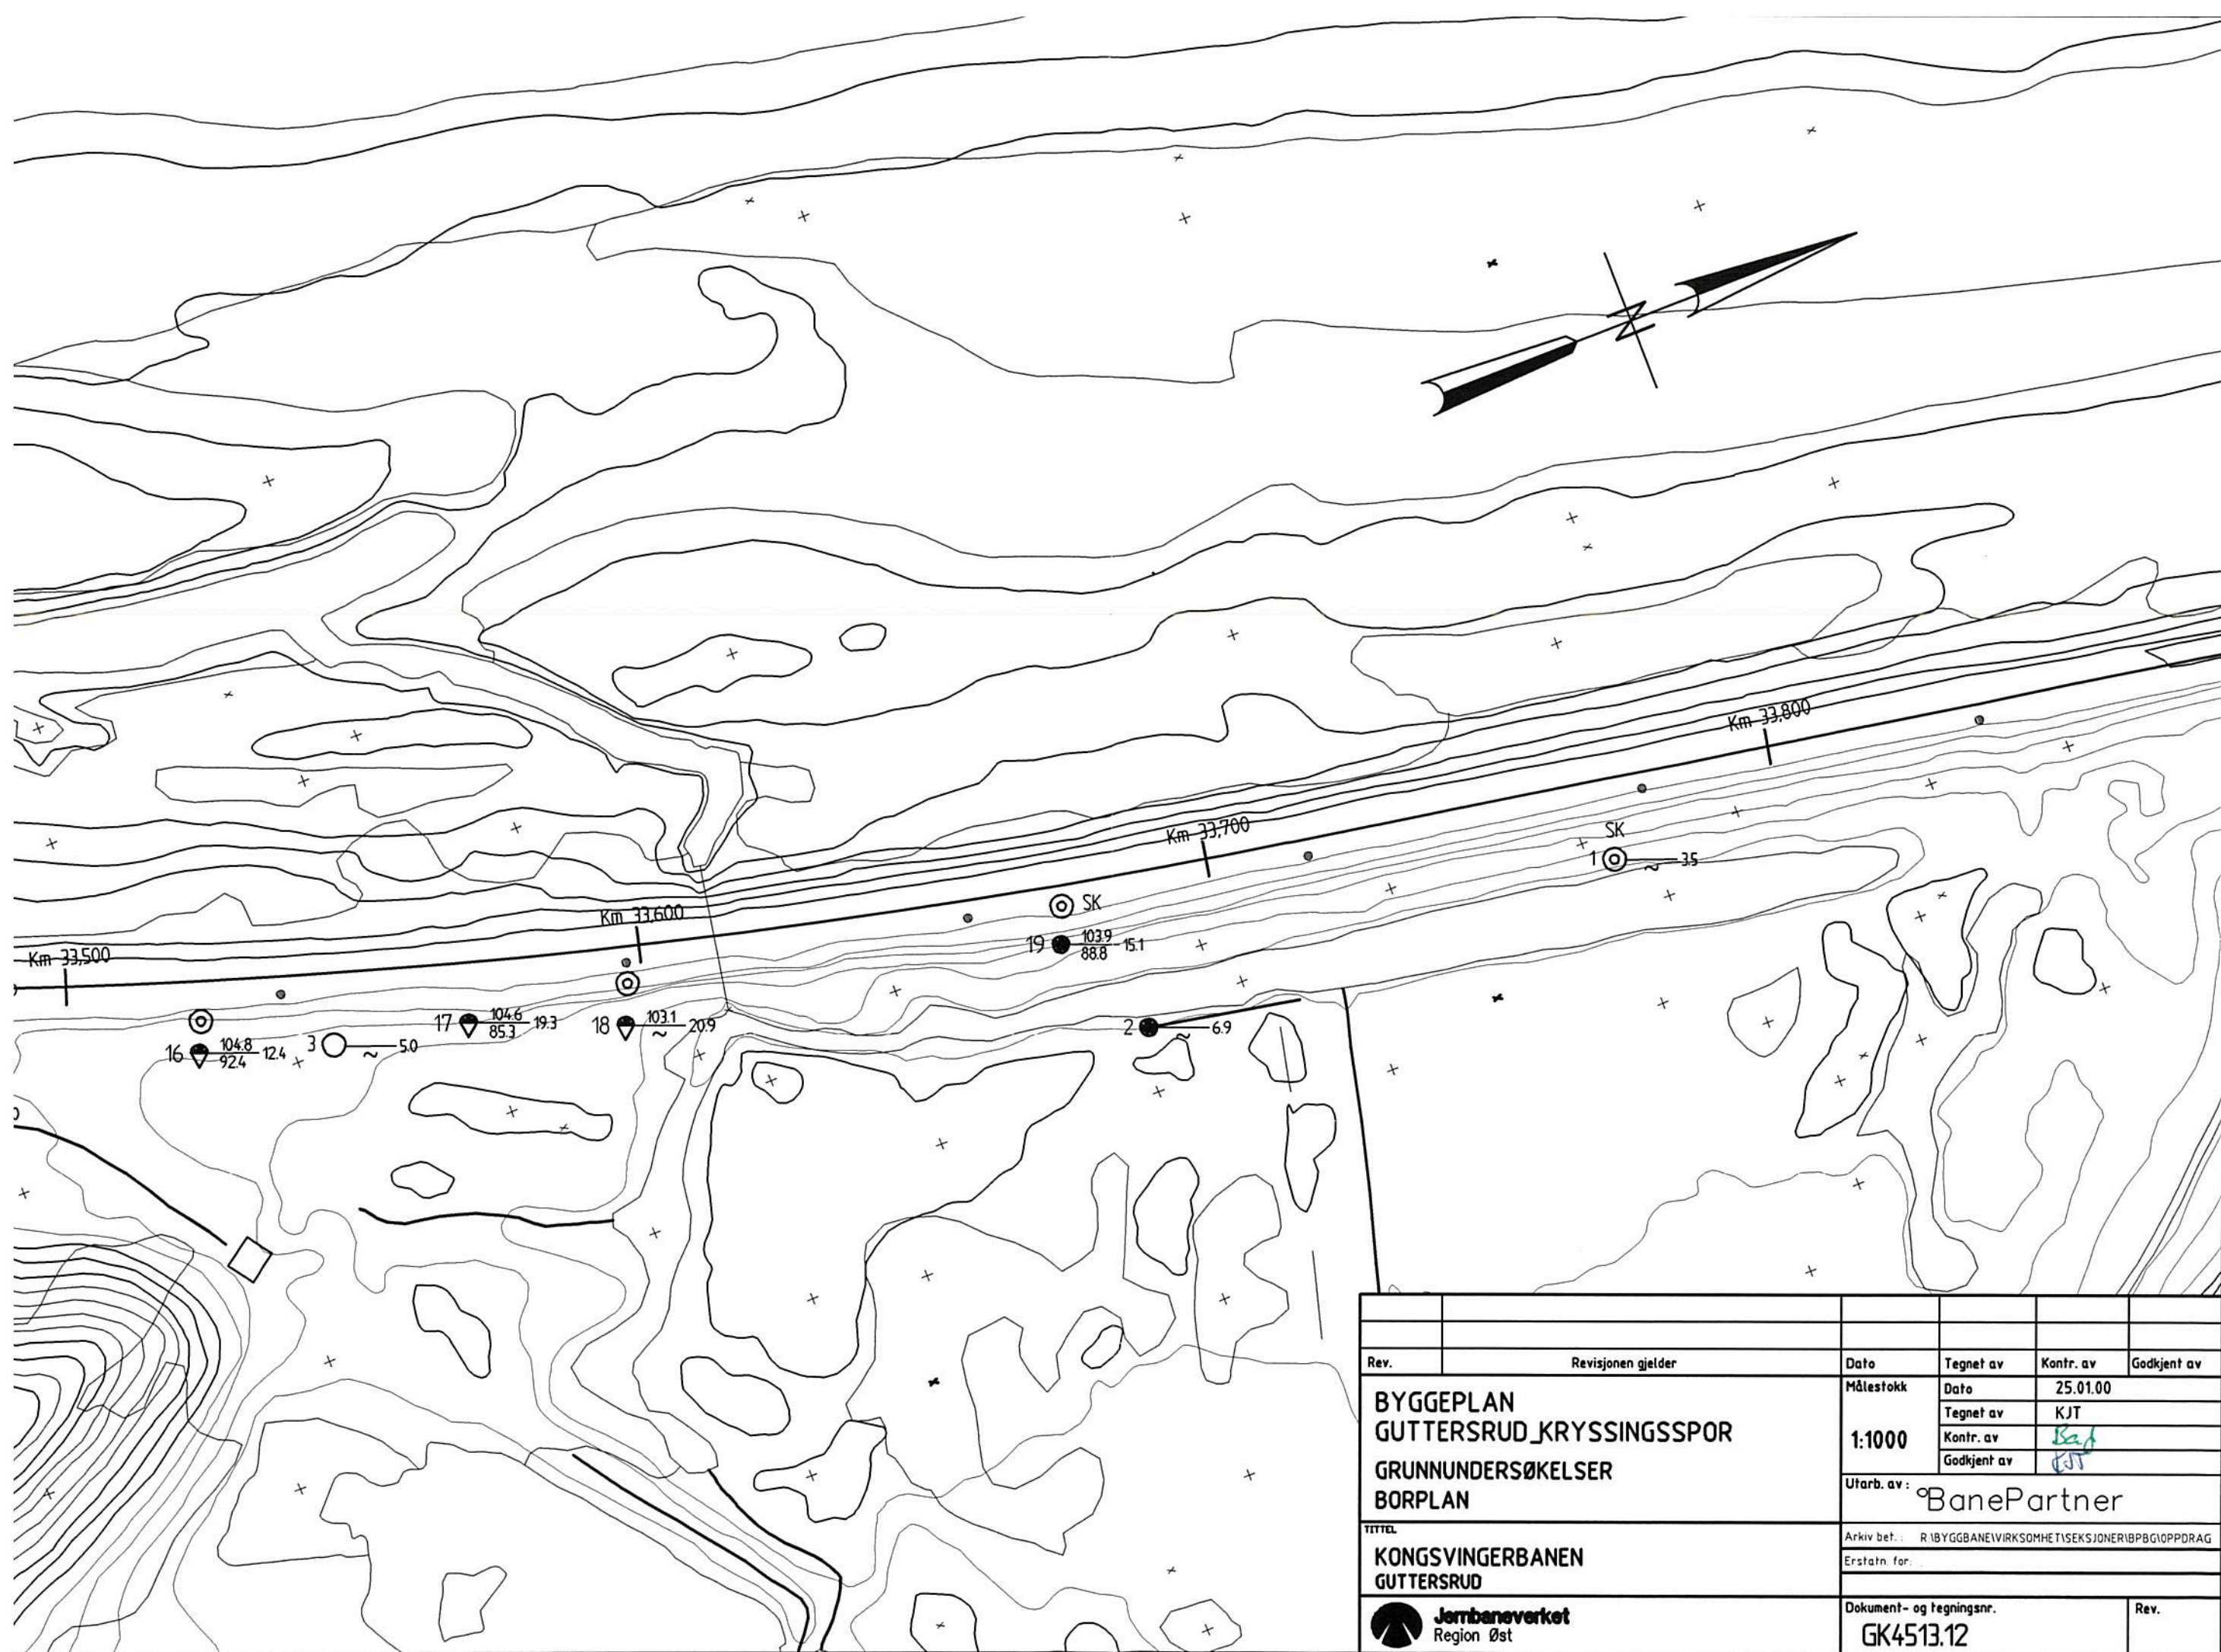 Km 33,800
Km 33,700
SK
1 ~ 3.5
Km 33,600
SK
19 103.9 15.1
88.8
Km 33,500
17 104.6 19.3
85.3
18 103.1 20.9
~
2 ~ 6.9
16 104.8 12.4
92.4
3 ~ 5.0
Rev. Revisjonen gjelder Dato Tegnet av Kontr. av Godkjent av
BYGGEPLAN
GUTTERSRUD_KRYSSINGSSPOR
GRUNNUNDERSØKELSER
BORPLAN
Målestokk
1:1000
Dato 25.01.00
Tegnet av KJT
Kontr. av
Godkjent av KJT
Utarb. av :
BanePartner
TITTEL
KONGSVINGERBANEN
GUTTERSRUD
Arkiv bet. : R:\BYGGBANE\VIRKSOMHET\SEKSJONER\BPBG\OPPDRAG
Erstatn. for:
Jernbaneverket
Region Øst
Dokument- og tegningsnr.
GK4513.12
Rev.